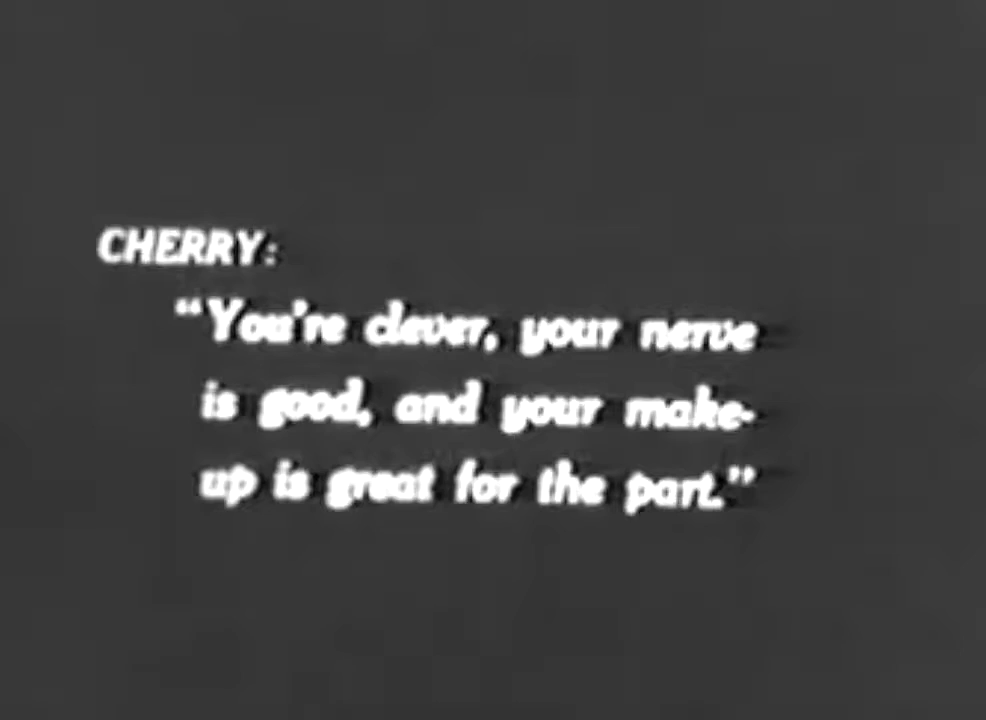 CHERRY:
"You're clever, your nerve
is good, and your make-
up is great for the part."